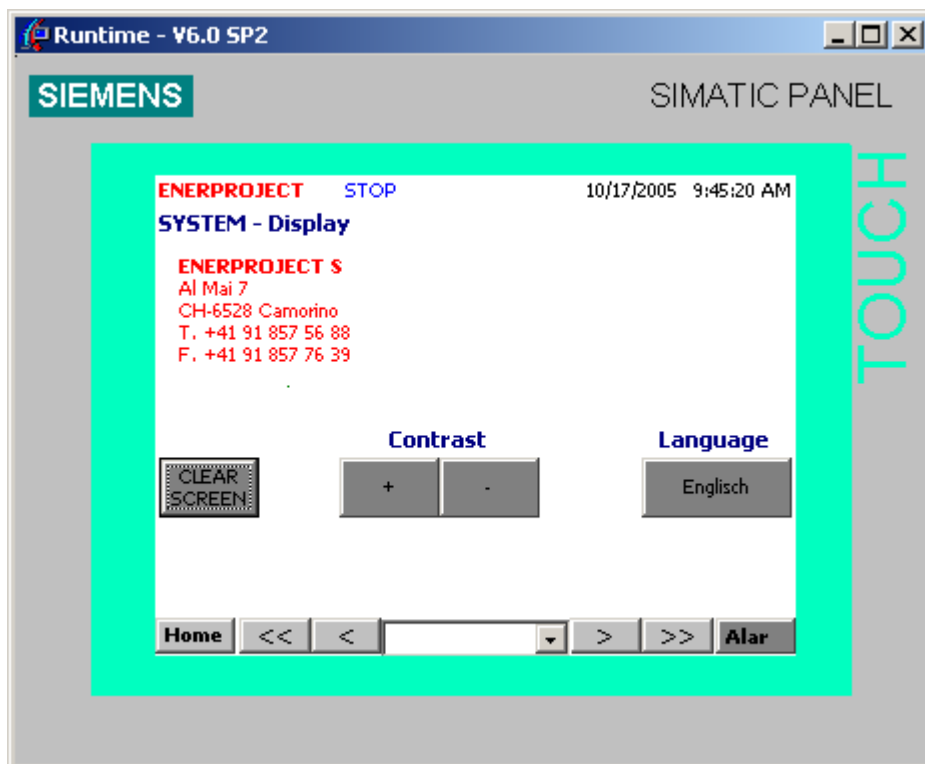 Runtime - V6.0 SP2
SIEMENS SIMATIC PANEL
TOUCH
ENERPROJECT STOP 10/17/2005 9:45:20 AM
SYSTEM - Display
ENERPROJECT S
Al Mai 7
CH-6528 Camorino
T. +41 91 857 56 88
F. +41 91 857 76 39
Contrast Language
CLEAR
SCREEN
+ - Englisch
Home << < > >> Alar